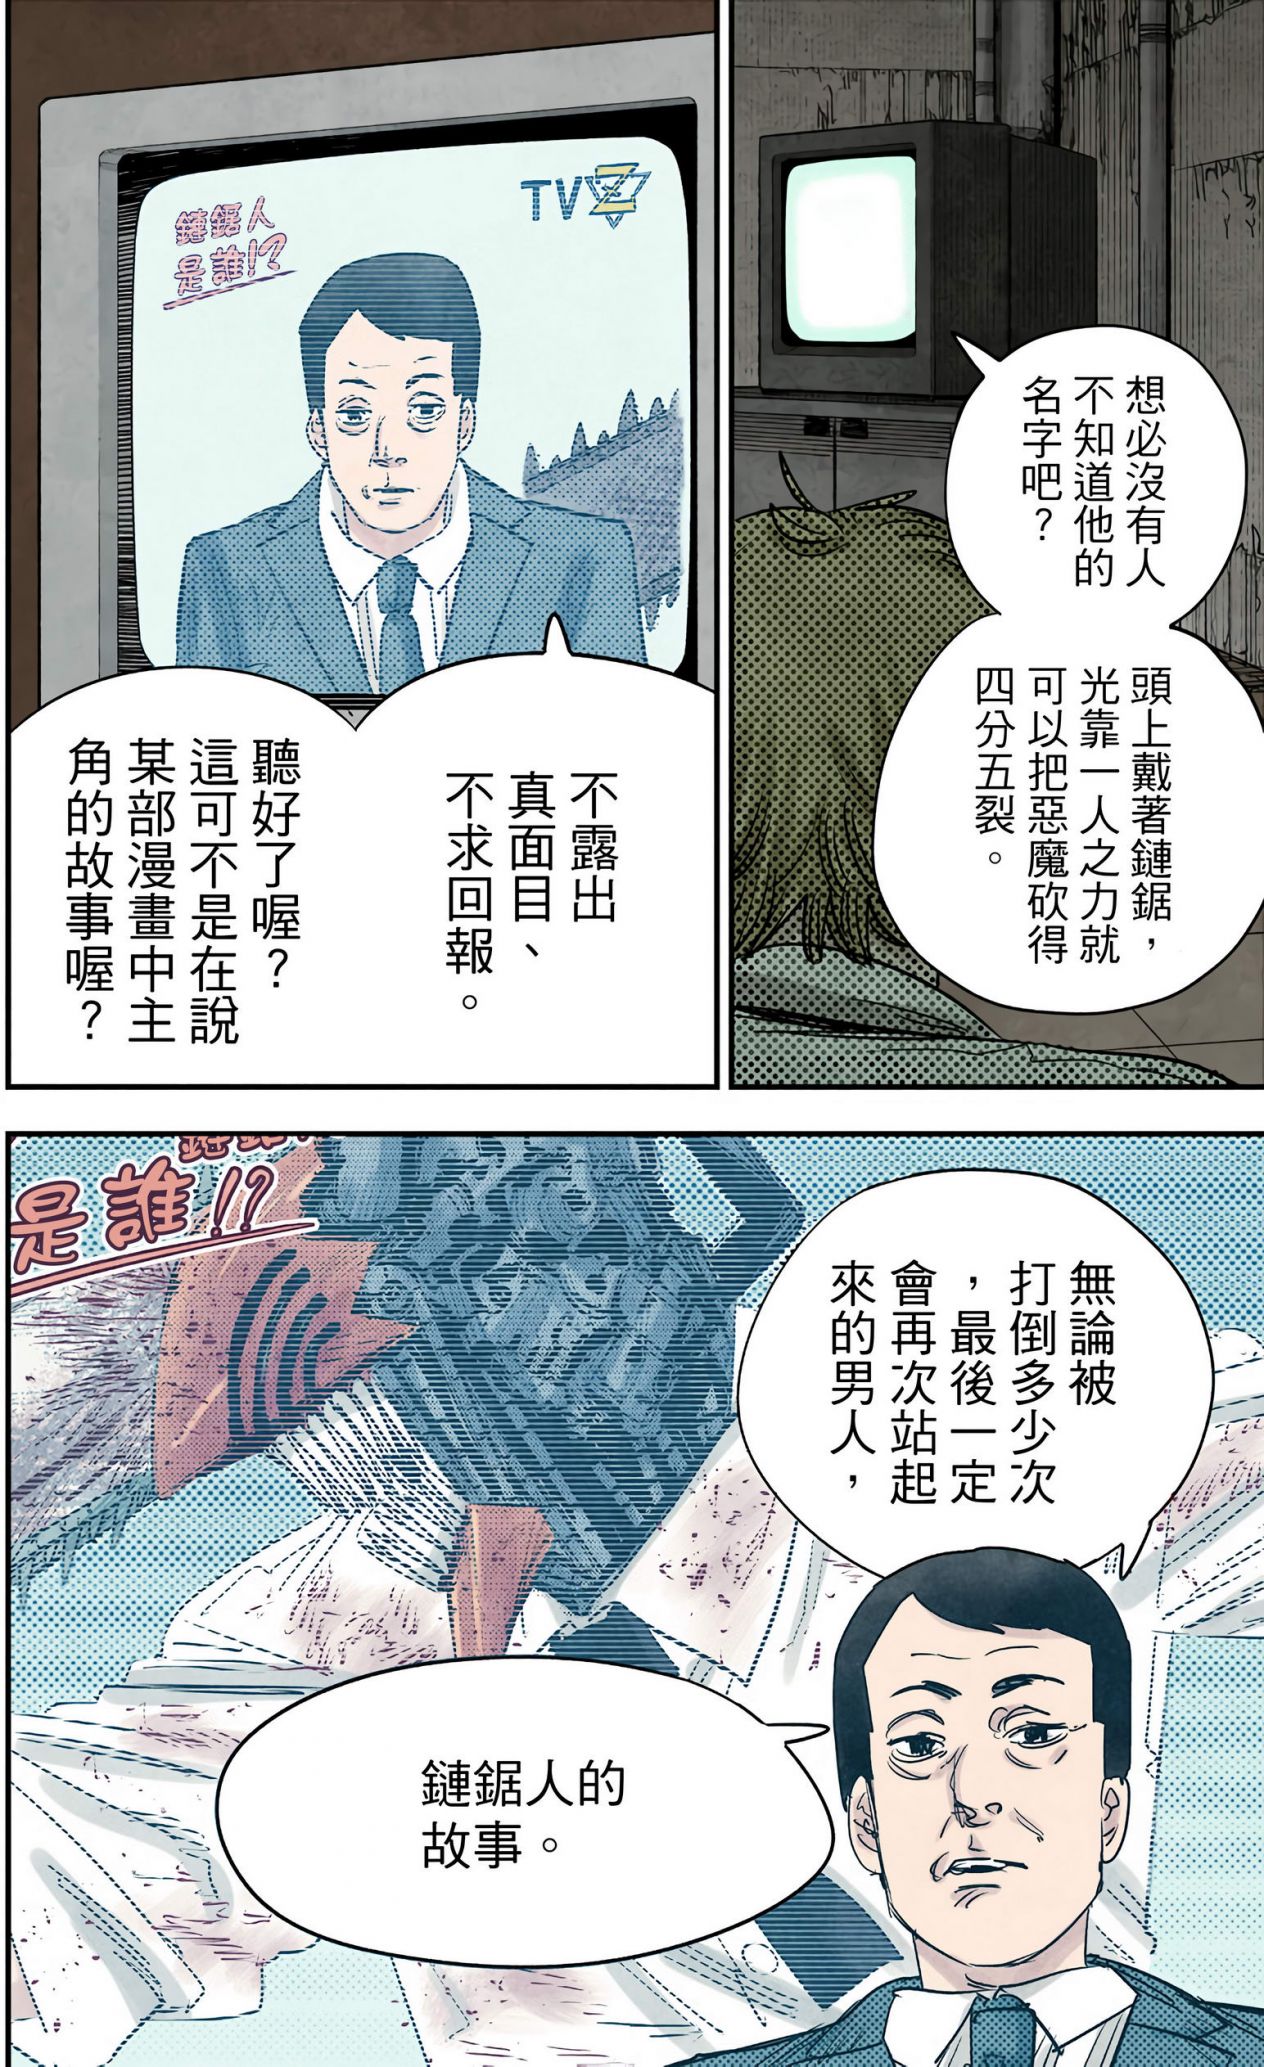 想必沒有人
不知道他的
名字吧？
頭上戴著鏈鋸，
光靠一人之力就
可以把惡魔砍得
四分五裂。
TVZ
鏈鋸人
是誰!?
不露出
真面目、
不求回報。
聽好了喔？
這可不是在說
某部漫畫中主
角的故事喔？
鏈鋸人
是誰!?
無論被
打倒多少次
，最後一定
會再次站起
來的男人，
鏈鋸人的
故事。